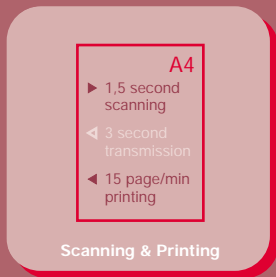 A4
1,5 second
scanning
3 second
transmission
15 page/min
printing
Scanning & Printing